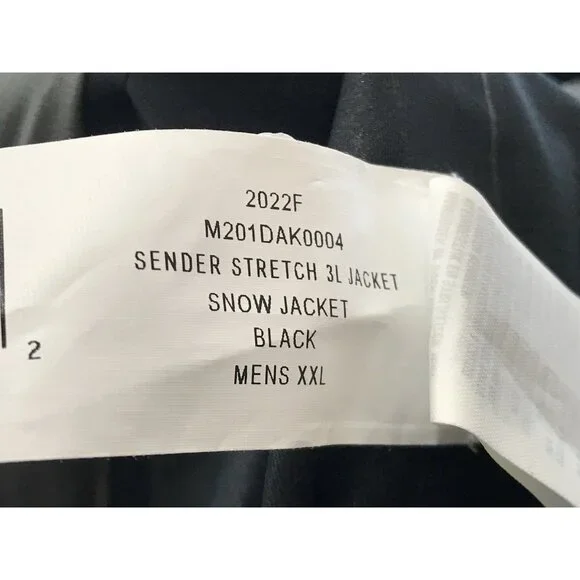 2022F
M201DAK0004
SENDER STRETCH 3L JACKET
SNOW JACKET
BLACK
MENS XXL
2